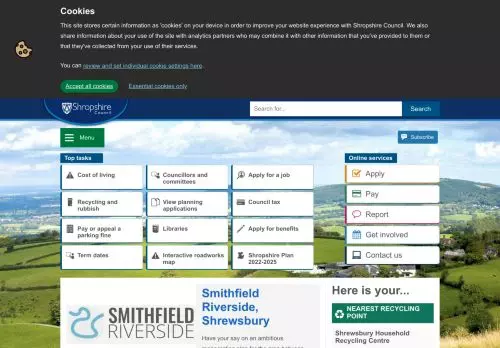 Cookies
This site stores certain information as 'cookies' on your device in order to improve your website experience with Shropshire Council. We also
share information about your use of the site with analytics partners who may combine it with other information that you've provided to them or
that they've collected from your use of their services.
You can review and set individual cookie settings here.
Accept all cookies
Essential cookies only
Shropshire
Council
Search for...
Search
Menu
Subscribe
Top tasks
Cost of living
Councillors and
committees
Apply for a job
Recycling and
rubbish
View planning
applications
Council tax
Pay or appeal a
parking fine
Libraries
Apply for benefits
Term dates
Interactive roadworks
map
Shropshire Plan
2022-2025
Online services
Apply
Pay
Report
Get involved
Contact us
SMITHFIELD
RIVERSIDE
Smithfield
Riverside,
Shrewsbury
Have your say on an ambitious
Here is your...
NEAREST RECYCLING
POINT
Shrewsbury Household
Recycling Centre